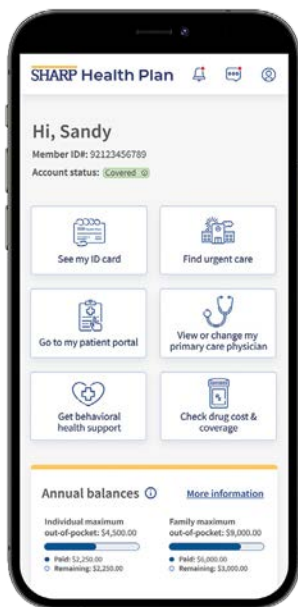 SHARP Health Plan
Hi, Sandy
Member ID#: 92123456789
Account status: Covered
See my ID card
Find urgent care
Go to my patient portal
View or change my
primary care physician
Get behavioral
health support
Check drug cost &
coverage
Annual balances
More information
Individual maximum
out-of-pocket: $4,500.00
Paid: $2,250.00
Remaining: $2,250.00
Family maximum
out-of-pocket: $9,000.00
Paid: $6,000.00
Remaining: $3,000.00